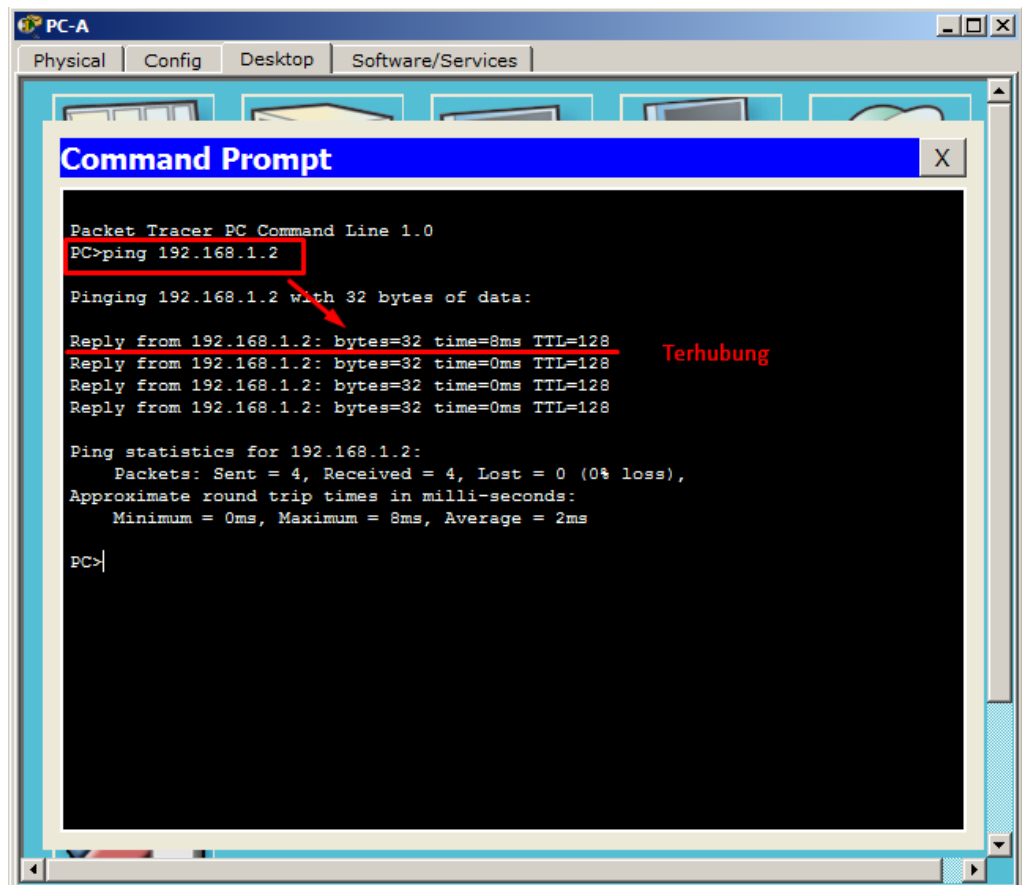 PC-A
Physical Config Desktop Software/Services
Command Prompt X
Packet Tracer PC Command Line 1.0
PC>ping 192.168.1.2
Pinging 192.168.1.2 with 32 bytes of data:
Reply from 192.168.1.2: bytes=32 time=8ms TTL=128
Terhubung
Reply from 192.168.1.2: bytes=32 time=0ms TTL=128
Reply from 192.168.1.2: bytes=32 time=0ms TTL=128
Reply from 192.168.1.2: bytes=32 time=0ms TTL=128
Ping statistics for 192.168.1.2:
Packets: Sent = 4, Received = 4, Lost = 0 (0% loss),
Approximate round trip times in milli-seconds:
Minimum = 0ms, Maximum = 8ms, Average = 2ms
PC>